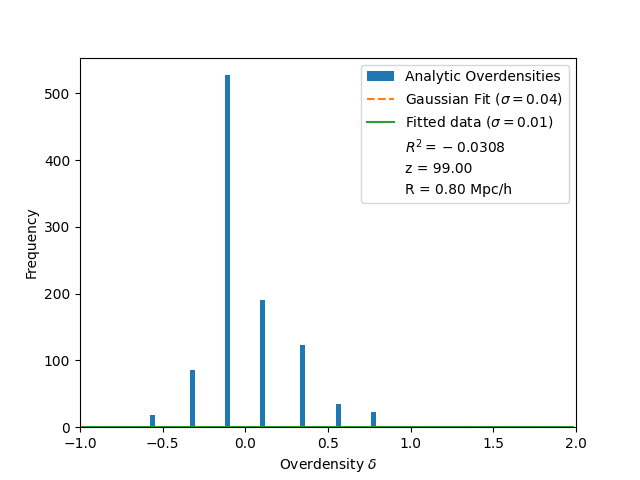 Analytic Overdensities
Gaussian Fit (σ = 0.04)
Fitted data (σ = 0.01)
R² = −0.0308
z = 99.00
R = 0.80 Mpc/h
500
400
300
200
100
0
Frequency
−1.0 −0.5 0.0 0.5 1.0 1.5 2.0
Overdensity δ